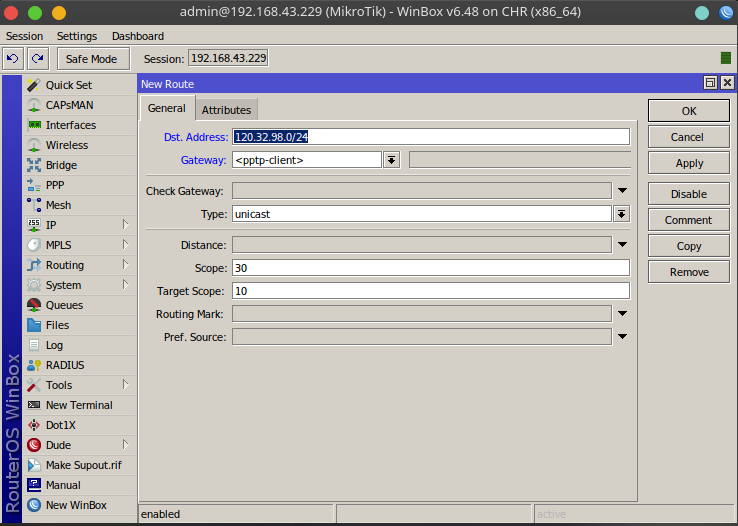 admin@192.168.43.229 (MikroTik) - WinBox v6.48 on CHR (x86_64)
Session Settings Dashboard
Safe Mode Session: 192.168.43.229
RouterOS WinBox
Quick Set
CAPsMAN
Interfaces
Wireless
Bridge
PPP
Mesh
255
IP
MPLS
Routing
System
Queues
Files
Log
RADIUS
Tools
New Terminal
Dot1X
Dude
Make Supout.rif
Manual
New WinBox
New Route
General Attributes
Dst. Address: 120.32.98.0/24
Gateway: <pptp-client>
Check Gateway:
Type: unicast
Distance:
Scope: 30
Target Scope: 10
Routing Mark:
Pref. Source:
OK
Cancel
Apply
Disable
Comment
Copy
Remove
enabled active